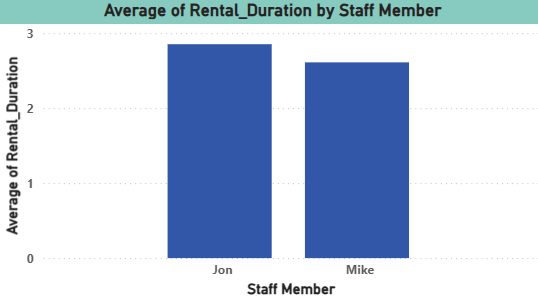 Average of Rental_Duration by Staff Member
Average of Rental_Duration
3
2
1
0
Jon
Mike
Staff Member